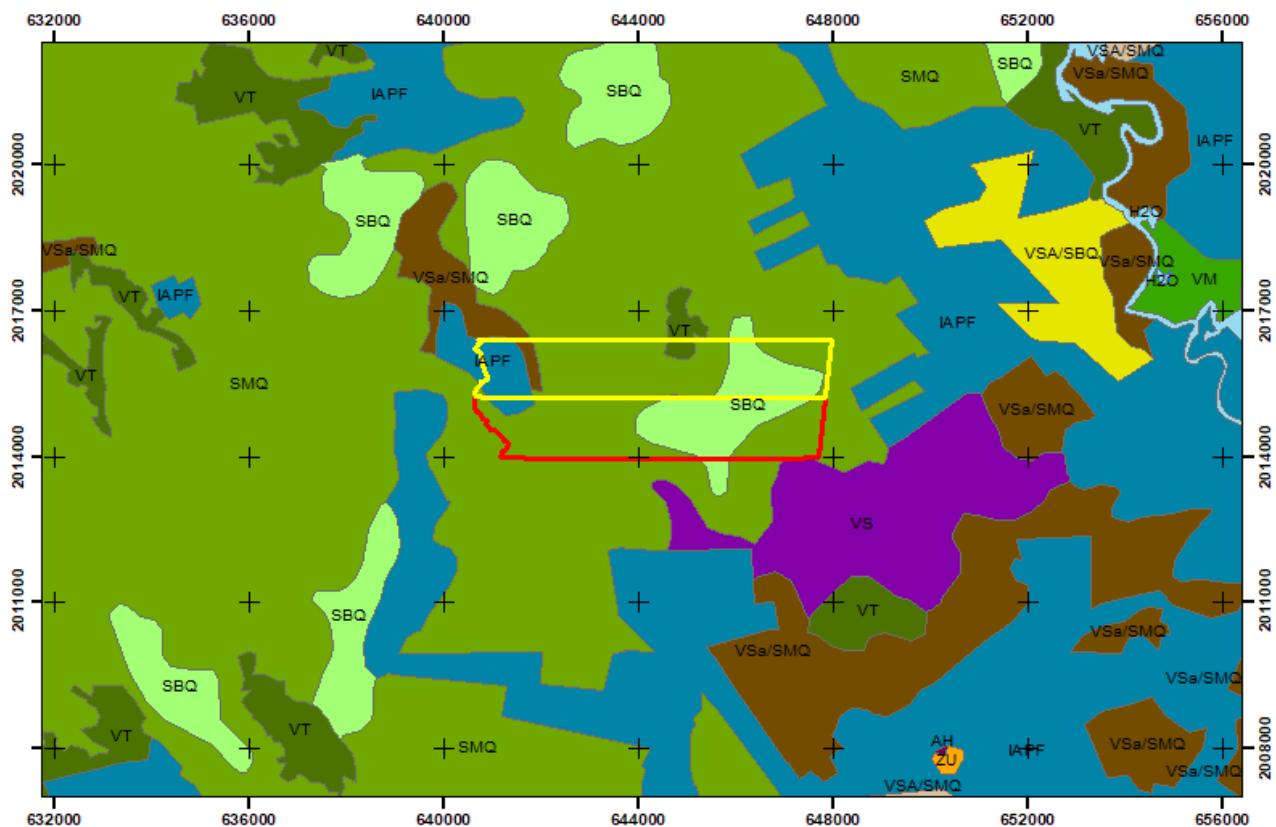 632000 636000 640000 644000 648000 652000 656000
VT VSA/SMQ
SBQ
SMQ VSa/SMQ
IAPF SBQ
VT
VT
IAPF
2020000 2020000
H2O
SBQ SBQ
VSa/SMQ VSA/SBQ
VSa/SMQ
VSa/SMQ H2O VM
VT IAPF
2017000 IAPF 2017000
VT
IAPF
VT SMQ
SBQ VSa/SMQ
2014000 2014000
VS
2011000 SBQ VT 2011000
VSa/SMQ
VSa/SMQ
SBQ VSa/SMQ
VT VT
SMQ AH IAPF VSa/SMQ
2008000
ZU
VSa/SMQ
VSA/SMQ
632000 636000 640000 644000 648000 652000 656000